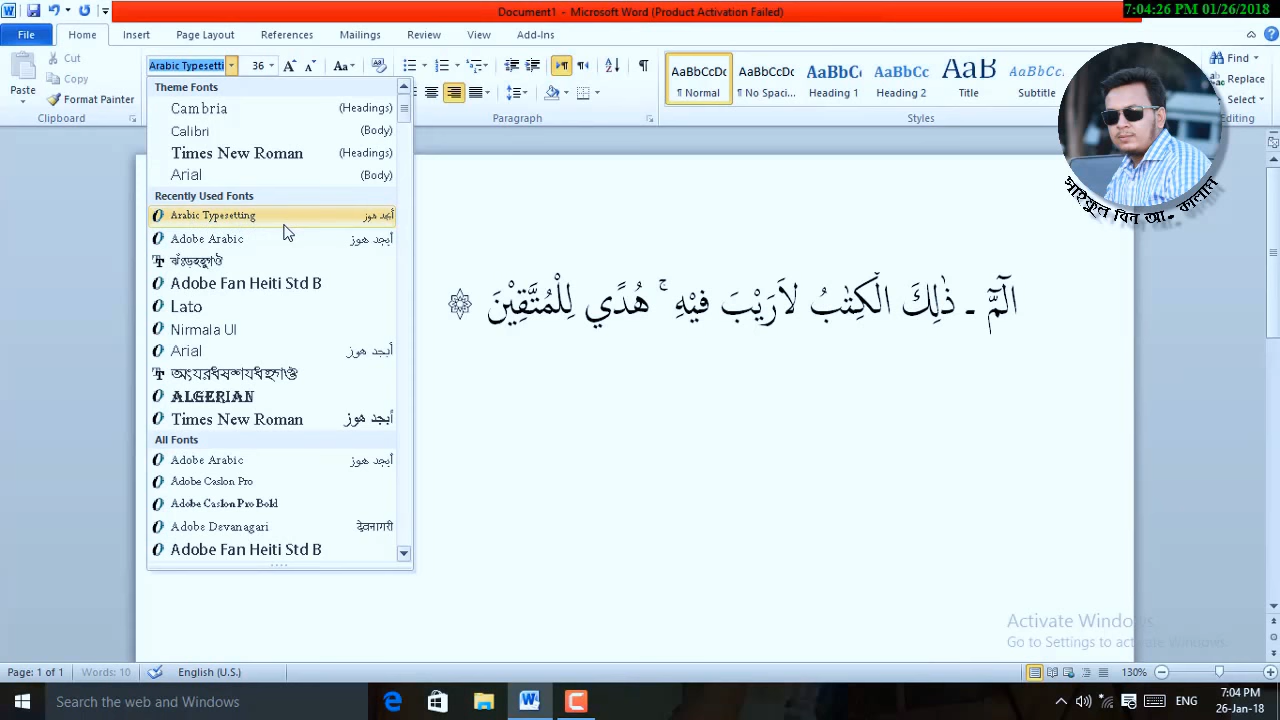 Document1 - Microsoft Word (Product Activation Failed)
7:04:26 PM 01/26/2018
File Home Insert Page Layout References Mailings Review View Add-Ins
Cut
Copy
Format Painter
Paste
Clipboard
Arabic Typesetti 36
Paragraph
AaBbCcDc AaBbCcDc AaBbC AaBbCc AaB AaBbCc
¶ Normal ¶ No Spaci... Heading 1 Heading 2 Title Subtitle
Styles
Find
Replace
Select
Editing
সাইফুল বিন আ. কালাম
Theme Fonts
Cambria (Headings)
Calibri (Body)
Times New Roman (Headings)
Arial (Body)
Recently Used Fonts
Arabic Typesetting أبجد هوز
Adobe Arabic أبجد هوز
Adobe Fan Heiti Std B
Lato
Nirmala UI
Arial أبجد هوز
ALGERIAN
Times New Roman أبجد هوز
All Fonts
Adobe Arabic أبجد هوز
Adobe Caslon Pro
Adobe Caslon Pro Bold
Adobe Devanagari देवनागरी
Adobe Fan Heiti Std B
الٓمّٓ ـ ذٰلِكَ الْكِتٰبُ لاَرَيْبَ فِيْهِ ۚ هُدًي لِلْمُتَّقِيْنَ ۞
Activate Windows
Go to Settings to activate Windows.
Page: 1 of 1 Words: 10 English (U.S.) 130%
Search the web and Windows
ENG
7:04 PM
26-Jan-18